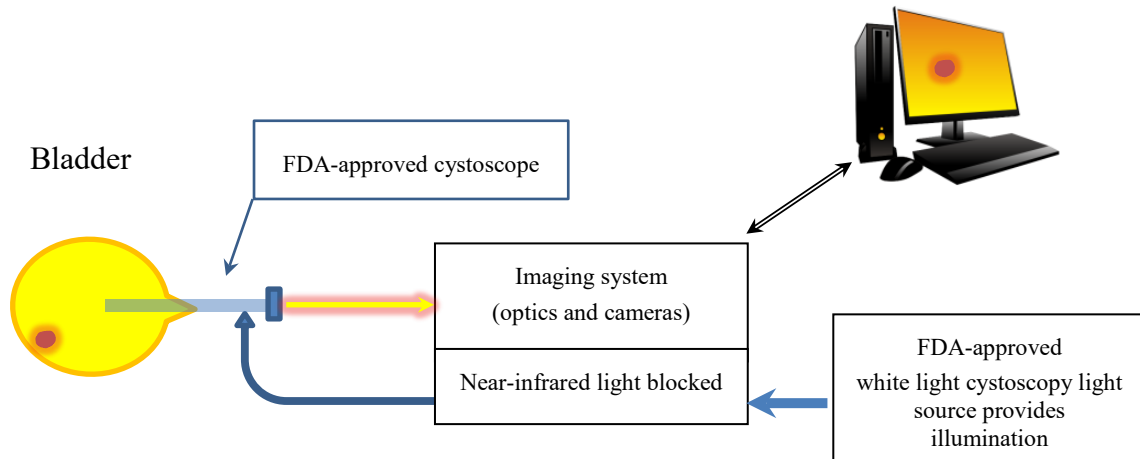 Bladder
FDA-approved cystoscope
Imaging system
(optics and cameras)
Near-infrared light blocked
FDA-approved
white light cystoscopy light
source provides
illumination